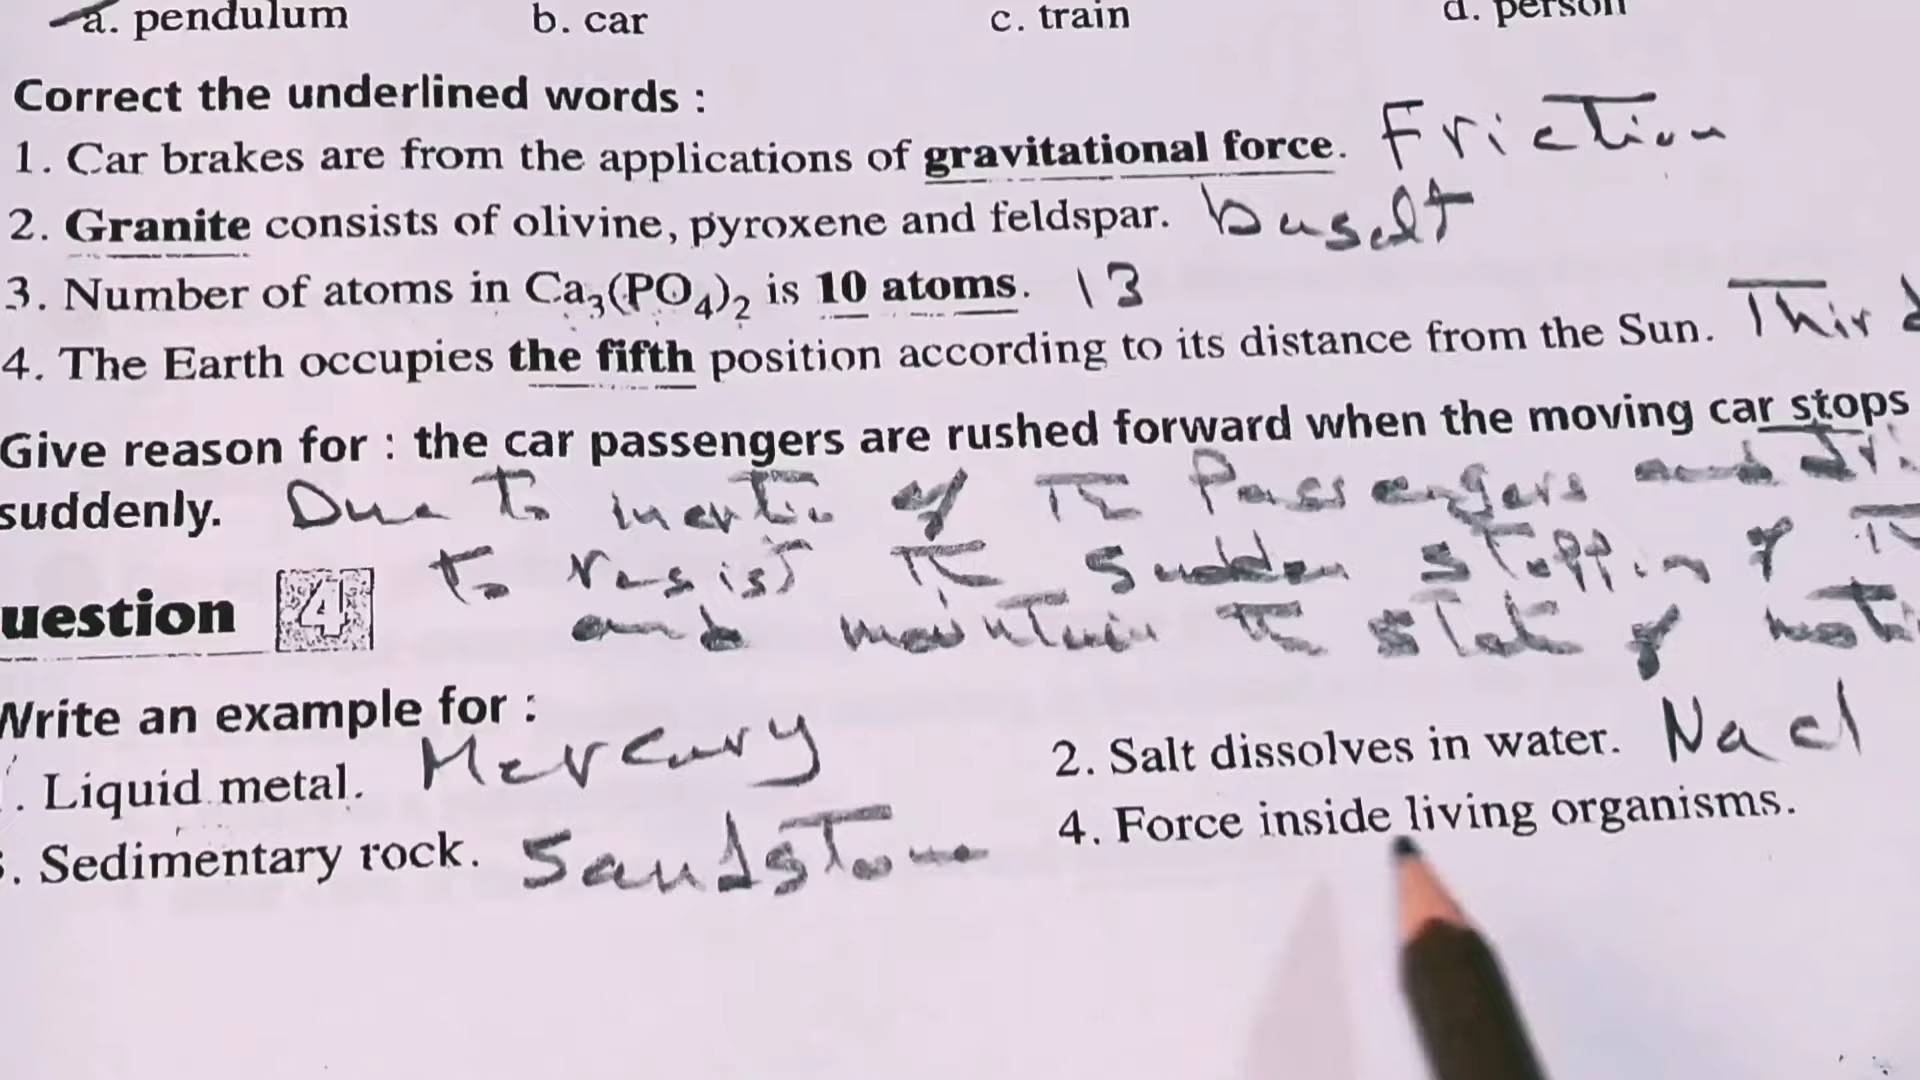 a. pendulum b. car c. train d. person
Correct the underlined words :
1. Car brakes are from the applications of gravitational force. Friction
2. Granite consists of olivine, pyroxene and feldspar. basalt
3. Number of atoms in Ca₃(PO₄)₂ is 10 atoms. 13
4. The Earth occupies the fifth position according to its distance from the Sun. Third
Give reason for : the car passengers are rushed forward when the moving car stops
suddenly. Due to inertia of the Passengers and
to resist the sudden stopping of
uestion 4 and maintain the state of
Write an example for :
. Liquid metal. Mercury 2. Salt dissolves in water. Nacl
. Sedimentary rock. Sandstone 4. Force inside living organisms.